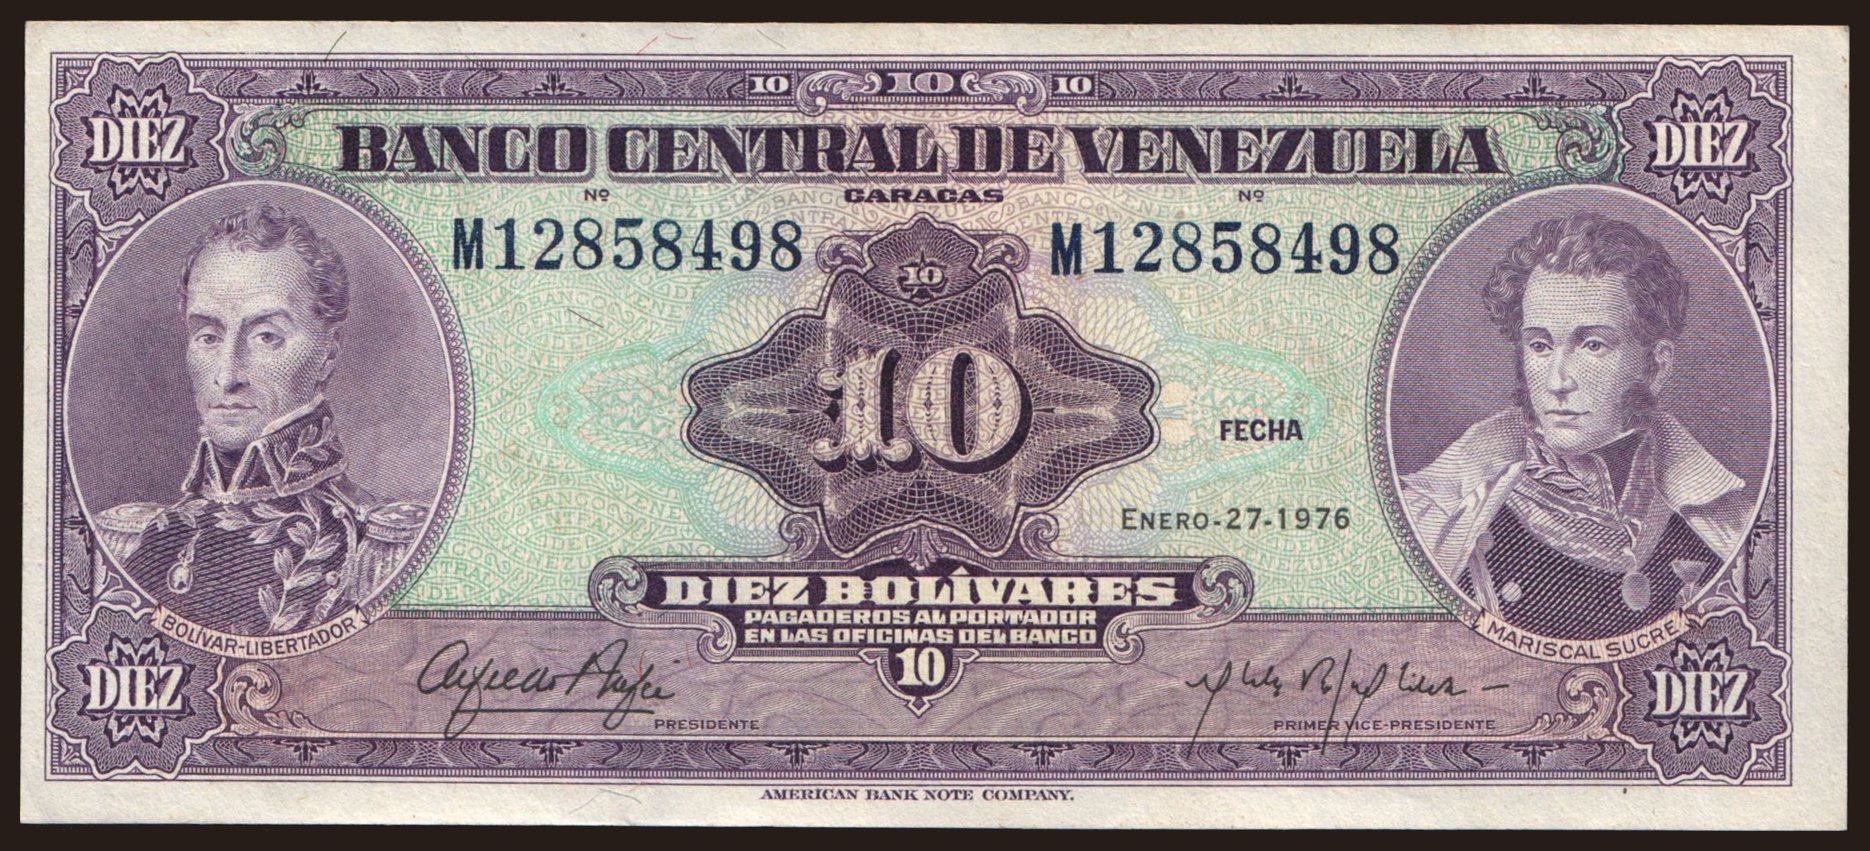 10 10 10
DIEZ DIEZ
BANCO CENTRAL DE VENEZUELA
Nº CARACAS Nº
M12858498 M12858498
10
10
FECHA
ENERO-27-1976
DIEZ BOLÍVARES
PAGADEROS AL PORTADOR
EN LAS OFICINAS DEL BANCO
BOLÍVAR-LIBERTADOR MARISCAL SUCRE
DIEZ 10 DIEZ
PRESIDENTE PRIMER VICE-PRESIDENTE
AMERICAN BANK NOTE COMPANY.